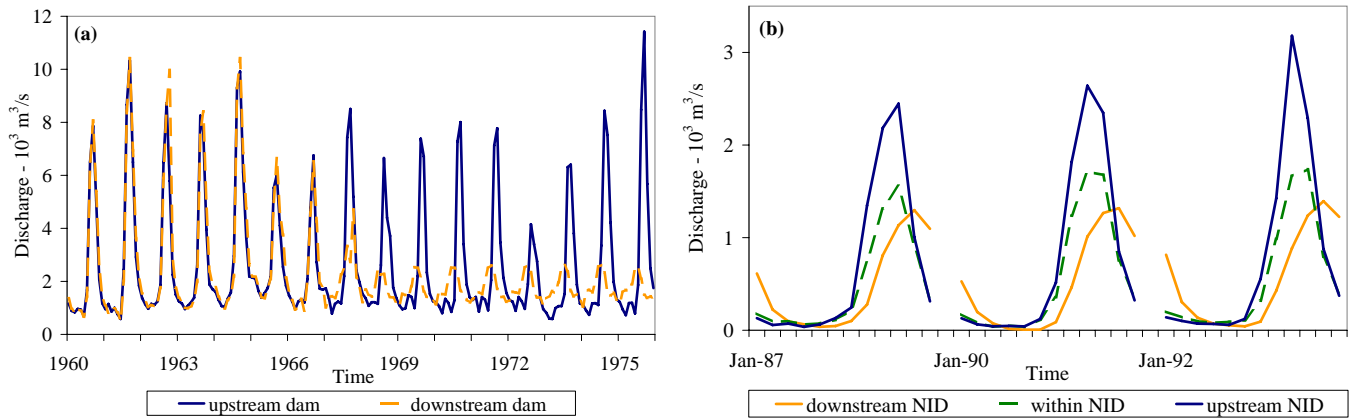 (a)
Discharge - 10³ m³/s
12
10
8
6
4
2
0
1960 1963 1966 1969 1972 1975
Time
upstream dam downstream dam
(b)
Discharge - 10³ m³/s
3
2
1
0
Jan-87 Jan-90 Jan-92
Time
downstream NID within NID upstream NID